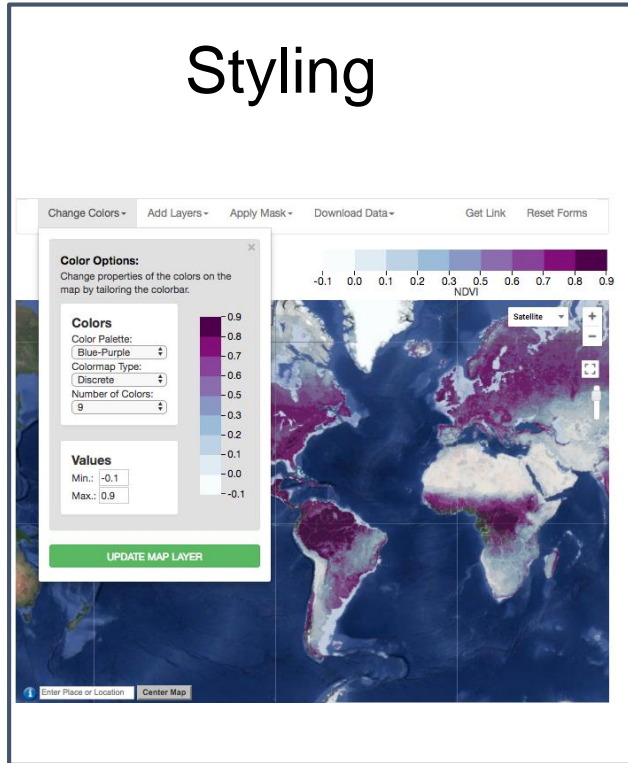 Styling
Change Colors Add Layers Apply Mask Download Data Get Link Reset Forms
×
Color Options:
Change properties of the colors on the
map by tailoring the colorbar.
Colors
Color Palette:
Blue-Purple
Colormap Type:
Discrete
Number of Colors:
9
Values
Min.: -0.1
Max.: 0.9
0.9
0.8
0.7
0.6
0.5
0.3
0.2
0.1
0.0
-0.1
UPDATE MAP LAYER
-0.1 0.0 0.1 0.2 0.3 0.5 0.6 0.7 0.8 0.9
NDVI
Satellite
+
−
i Enter Place or Location Center Map